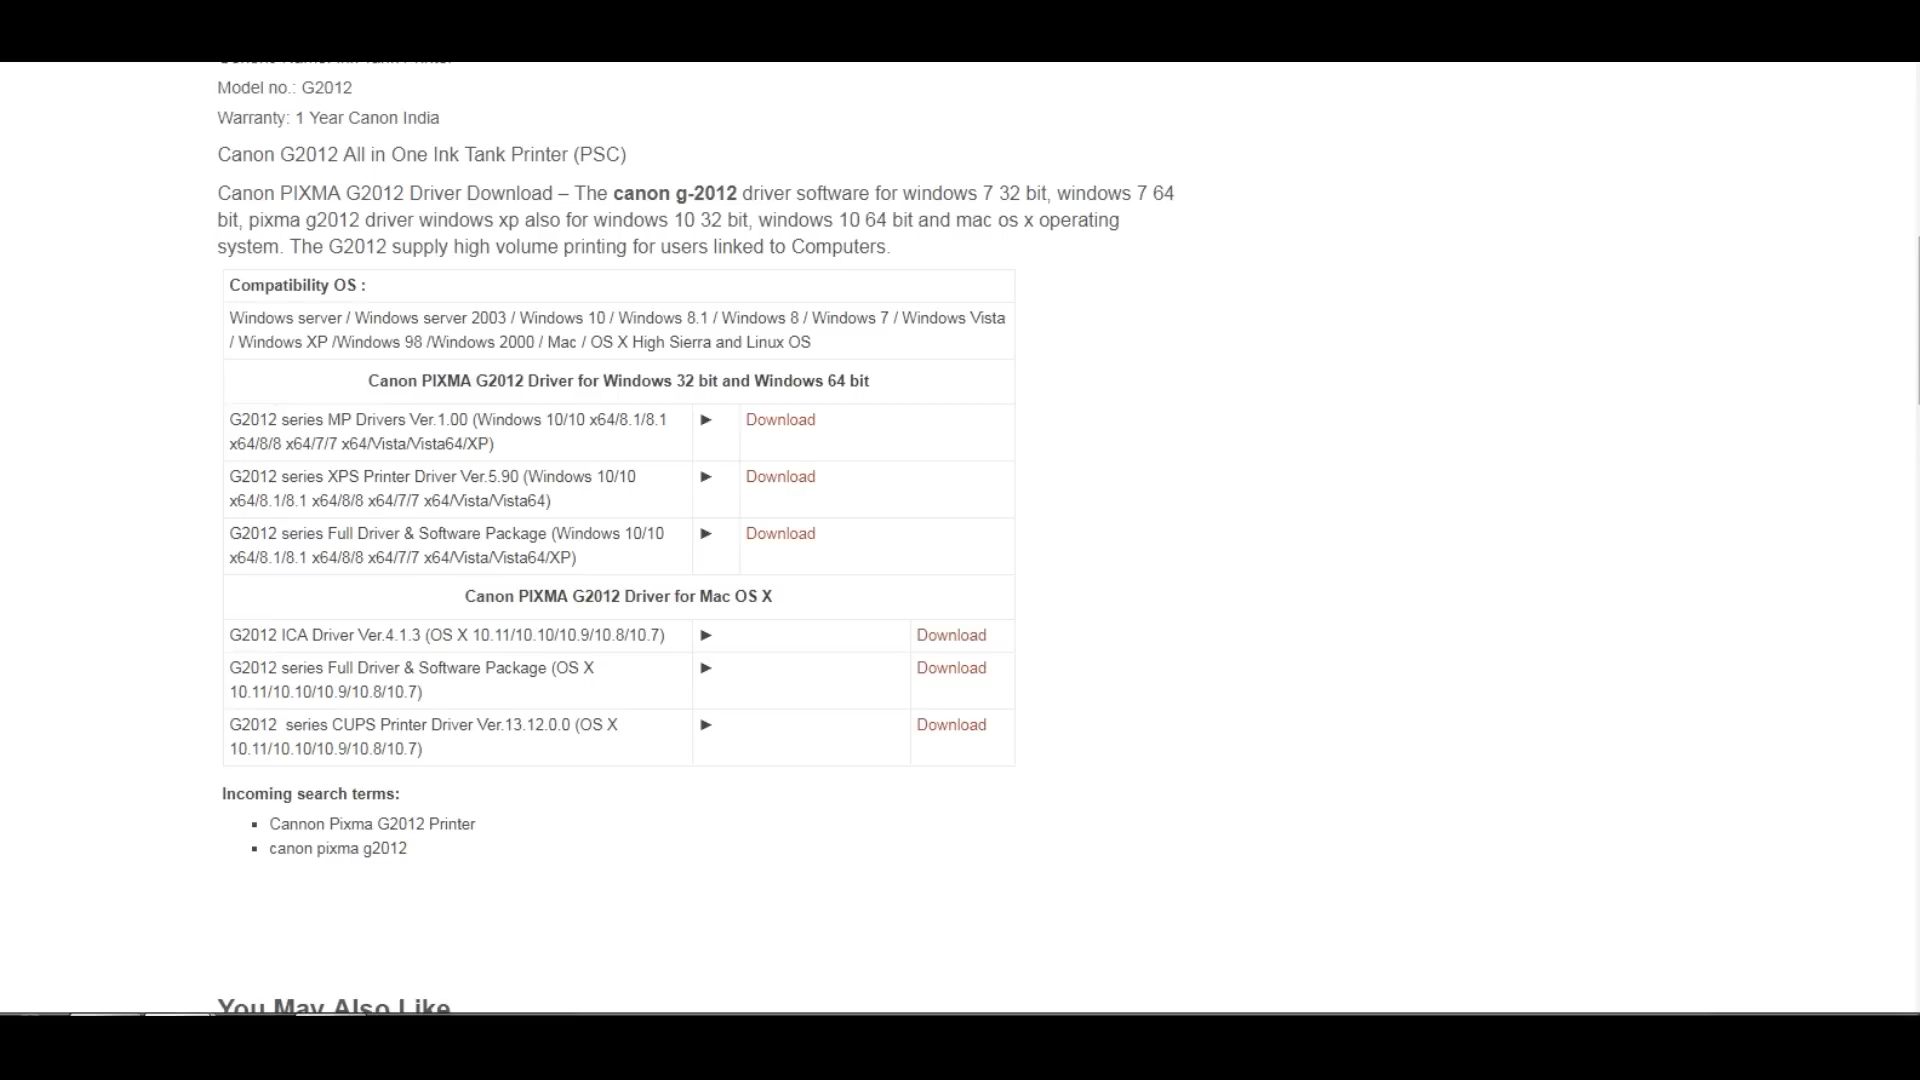 Model no.: G2012
Warranty: 1 Year Canon India
Canon G2012 All in One Ink Tank Printer (PSC)
Canon PIXMA G2012 Driver Download – The canon g-2012 driver software for windows 7 32 bit, windows 7 64
bit, pixma g2012 driver windows xp also for windows 10 32 bit, windows 10 64 bit and mac os x operating
system. The G2012 supply high volume printing for users linked to Computers.
Compatibility OS :
Windows server / Windows server 2003 / Windows 10 / Windows 8.1 / Windows 8 / Windows 7 / Windows Vista
/ Windows XP /Windows 98 /Windows 2000 / Mac / OS X High Sierra and Linux OS
Canon PIXMA G2012 Driver for Windows 32 bit and Windows 64 bit
G2012 series MP Drivers Ver.1.00 (Windows 10/10 x64/8.1/8.1 ► Download
x64/8/8 x64/7/7 x64/Vista/Vista64/XP)
G2012 series XPS Printer Driver Ver.5.90 (Windows 10/10 ► Download
x64/8.1/8.1 x64/8/8 x64/7/7 x64/Vista/Vista64)
G2012 series Full Driver & Software Package (Windows 10/10 ► Download
x64/8.1/8.1 x64/8/8 x64/7/7 x64/Vista/Vista64/XP)
Canon PIXMA G2012 Driver for Mac OS X
G2012 ICA Driver Ver.4.1.3 (OS X 10.11/10.10/10.9/10.8/10.7) ► Download
G2012 series Full Driver & Software Package (OS X ► Download
10.11/10.10/10.9/10.8/10.7)
G2012  series CUPS Printer Driver Ver.13.12.0.0 (OS X ► Download
10.11/10.10/10.9/10.8/10.7)
Incoming search terms:
▪ Cannon Pixma G2012 Printer
▪ canon pixma g2012
You May Also Like